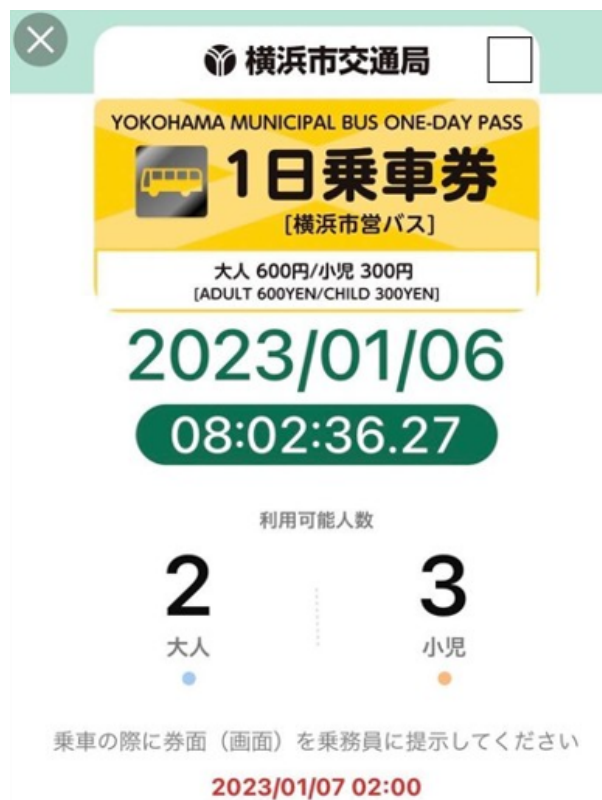 横浜市交通局
YOKOHAMA MUNICIPAL BUS ONE-DAY PASS
1日乗車券
[横浜市営バス]
大人 600円/小児 300円
[ADULT 600YEN/CHILD 300YEN]
2023/01/06
08:02:36.27
利用可能人数
2 3
大人 小児
乗車の際に券面（画面）を乗務員に提示してください
2023/01/07 02:00